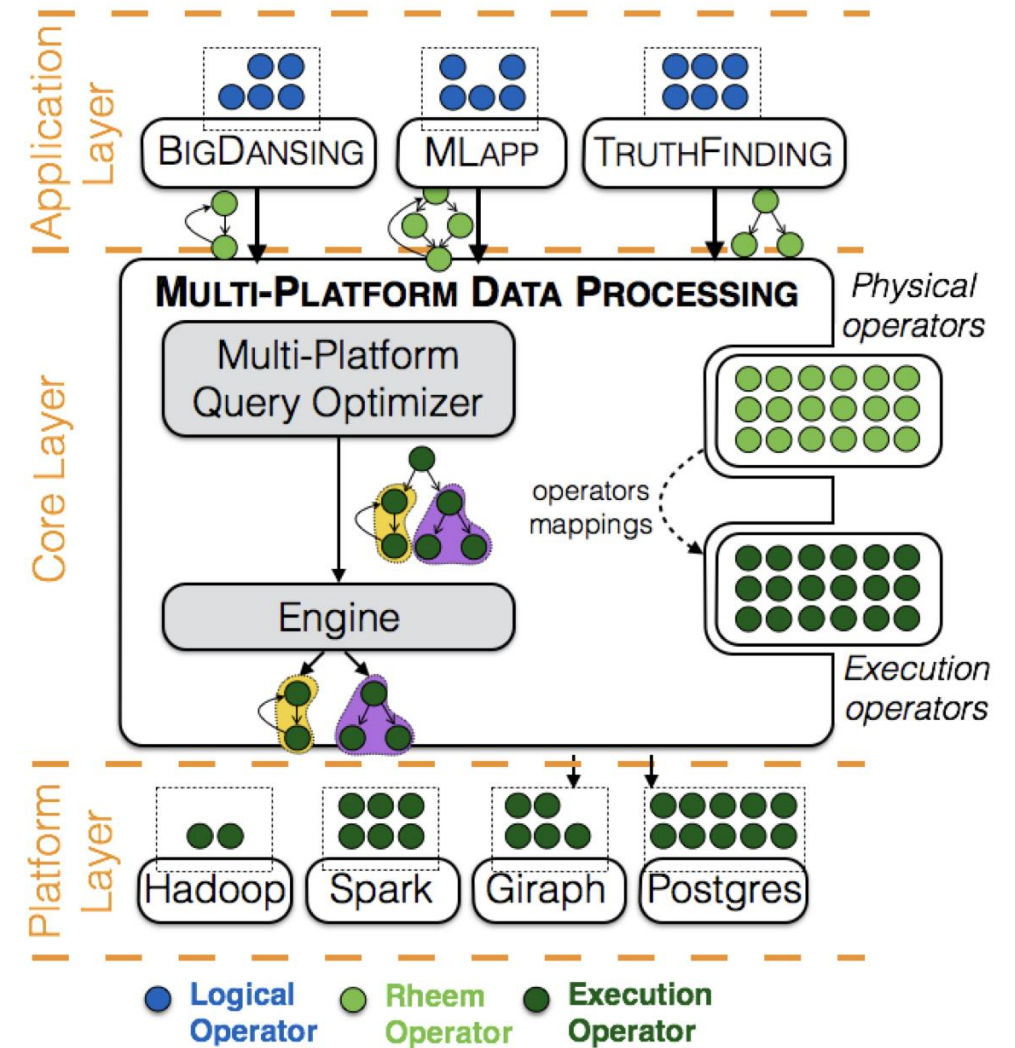 Application
Layer
BIGDANSING
MLAPP
TRUTHFINDING
Core Layer
MULTI-PLATFORM DATA PROCESSING
Multi-Platform
Query Optimizer
Engine
Physical
operators
operators
mappings
Execution
operators
Platform
Layer
Hadoop
Spark
Giraph
Postgres
Logical
Operator
Rheem
Operator
Execution
Operator